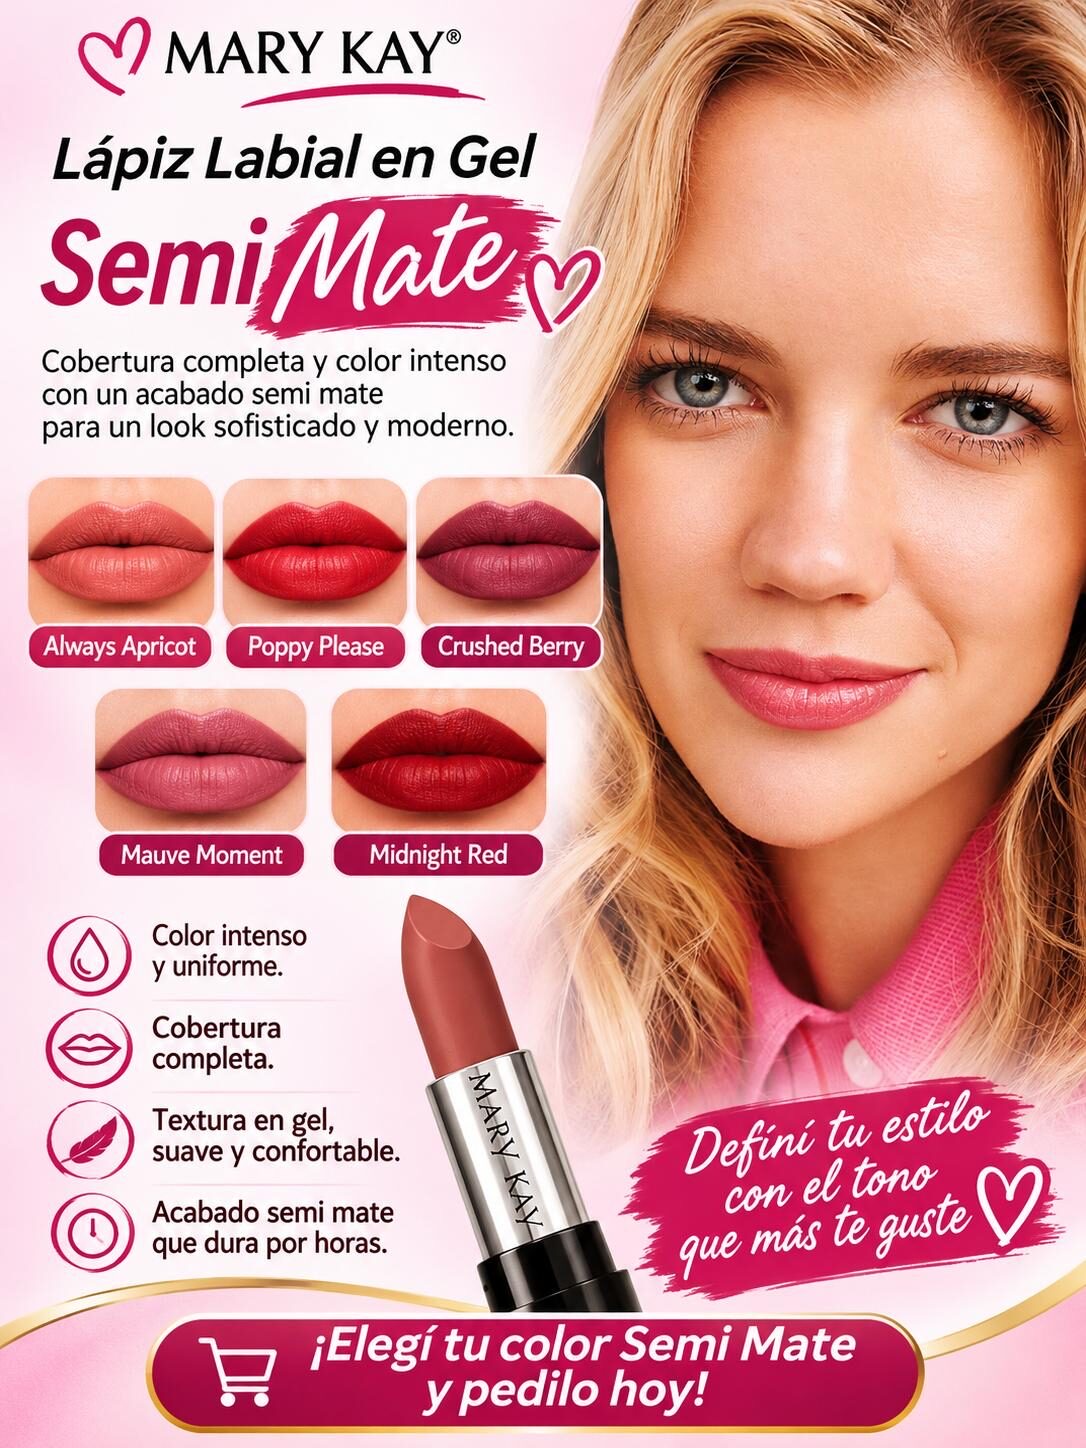 MARY KAY®
Lápiz Labial en Gel
Semi Mate
Cobertura completa y color intenso
con un acabado semi mate
para un look sofisticado y moderno.
Always Apricot
Poppy Please
Crushed Berry
Mauve Moment
Midnight Red
Color intenso
y uniforme.
Cobertura
completa.
Textura en gel,
suave y confortable.
Acabado semi mate
que dura por horas.
MARY KAY
Definí tu estilo
con el tono
que más te guste
¡Elegí tu color Semi Mate
y pedilo hoy!